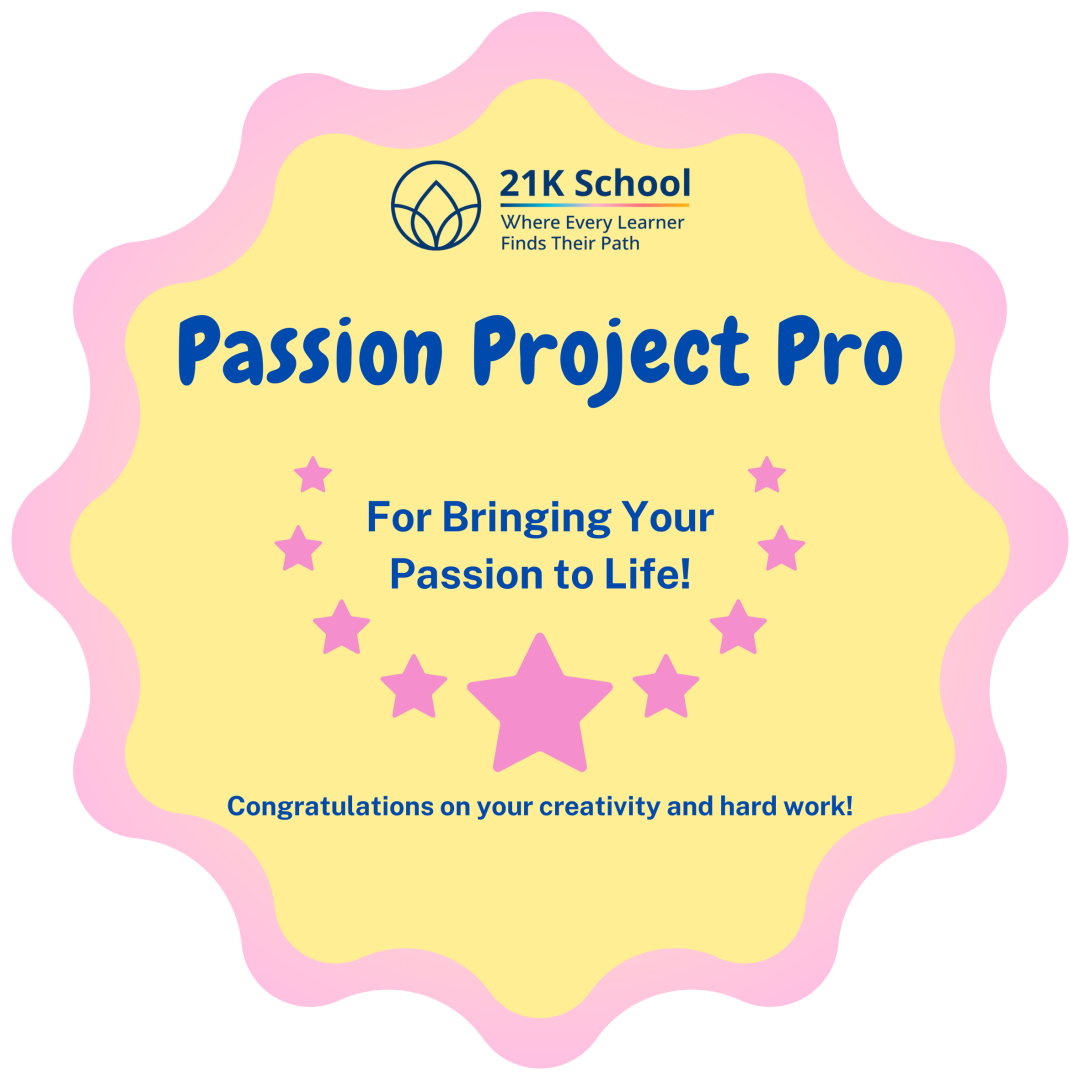 21K School
Where Every Learner
Finds Their Path
Passion Project Pro
For Bringing Your
Passion to Life!
Congratulations on your creativity and hard work!